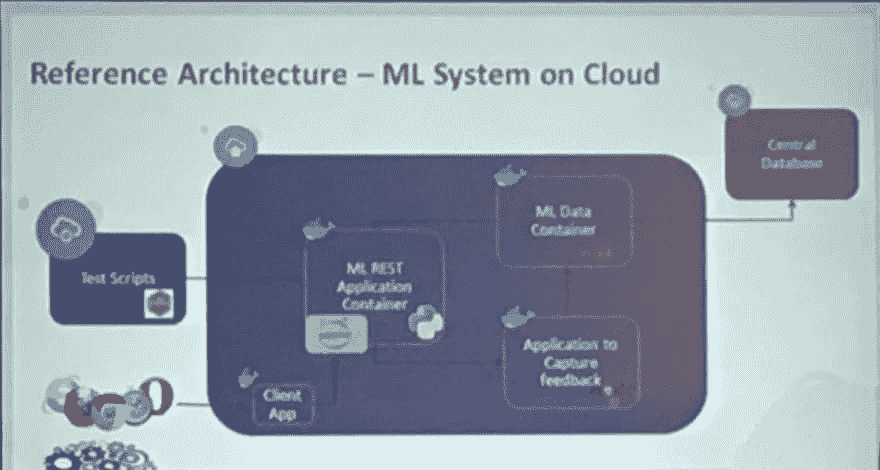 Reference Architecture – ML System on Cloud
Central
Database
ML Data
Container
Test Scripts
ML REST
Application
Container
Application to
Capture
feedback
Client
App